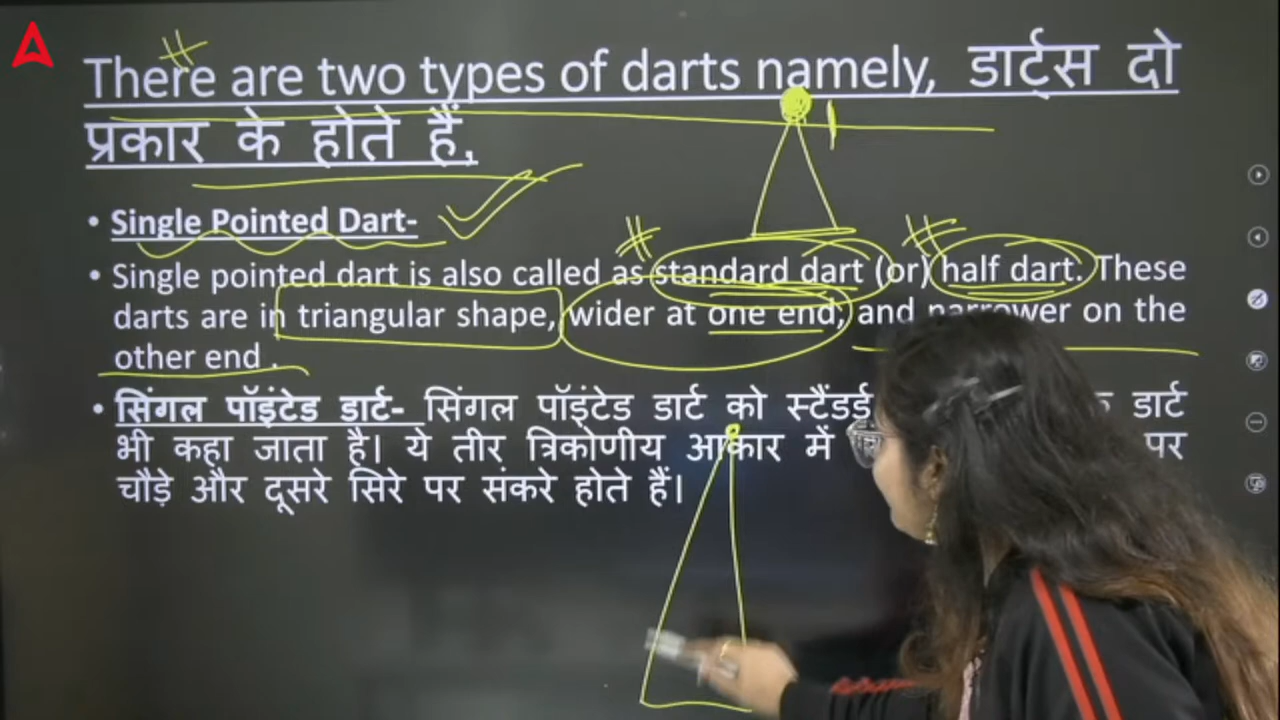 There are two types of darts namely, डार्ट्स दो
प्रकार के होते हैं,
• Single Pointed Dart-
• Single pointed dart is also called as standard dart (or) half dart. These
darts are in triangular shape, wider at one end, and narrower on the
other end .
• सिंगल पॉइंटेड डार्ट- सिंगल पॉइंटेड डार्ट को स्टैंडर्ड डार्ट
भी कहा जाता है। ये तीर त्रिकोणीय आकार में पर
चौड़े और दूसरे सिरे पर संकरे होते हैं।